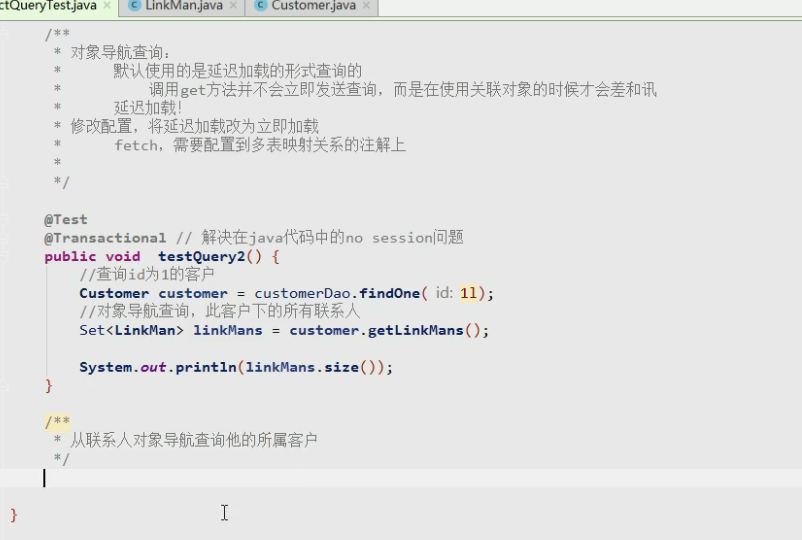 ctQueryTest.java × LinkMan.java × Customer.java ×
/**
* 对象导航查询：
* 默认使用的是延迟加载的形式查询的
* 调用get方法并不会立即发送查询，而是在使用关联对象的时候才会差和讯
* 延迟加载！
* 修改配置，将延迟加载改为立即加载
* fetch，需要配置到多表映射关系的注解上
*
*/
@Test
@Transactional // 解决在java代码中的no session问题
public void testQuery2() {
//查询id为1的客户
Customer customer = customerDao.findOne( id: 1l);
//对象导航查询，此客户下的所有联系人
Set<LinkMan> linkMans = customer.getLinkMans();
System.out.println(linkMans.size());
}
/**
* 从联系人对象导航查询他的所属客户
*/
}